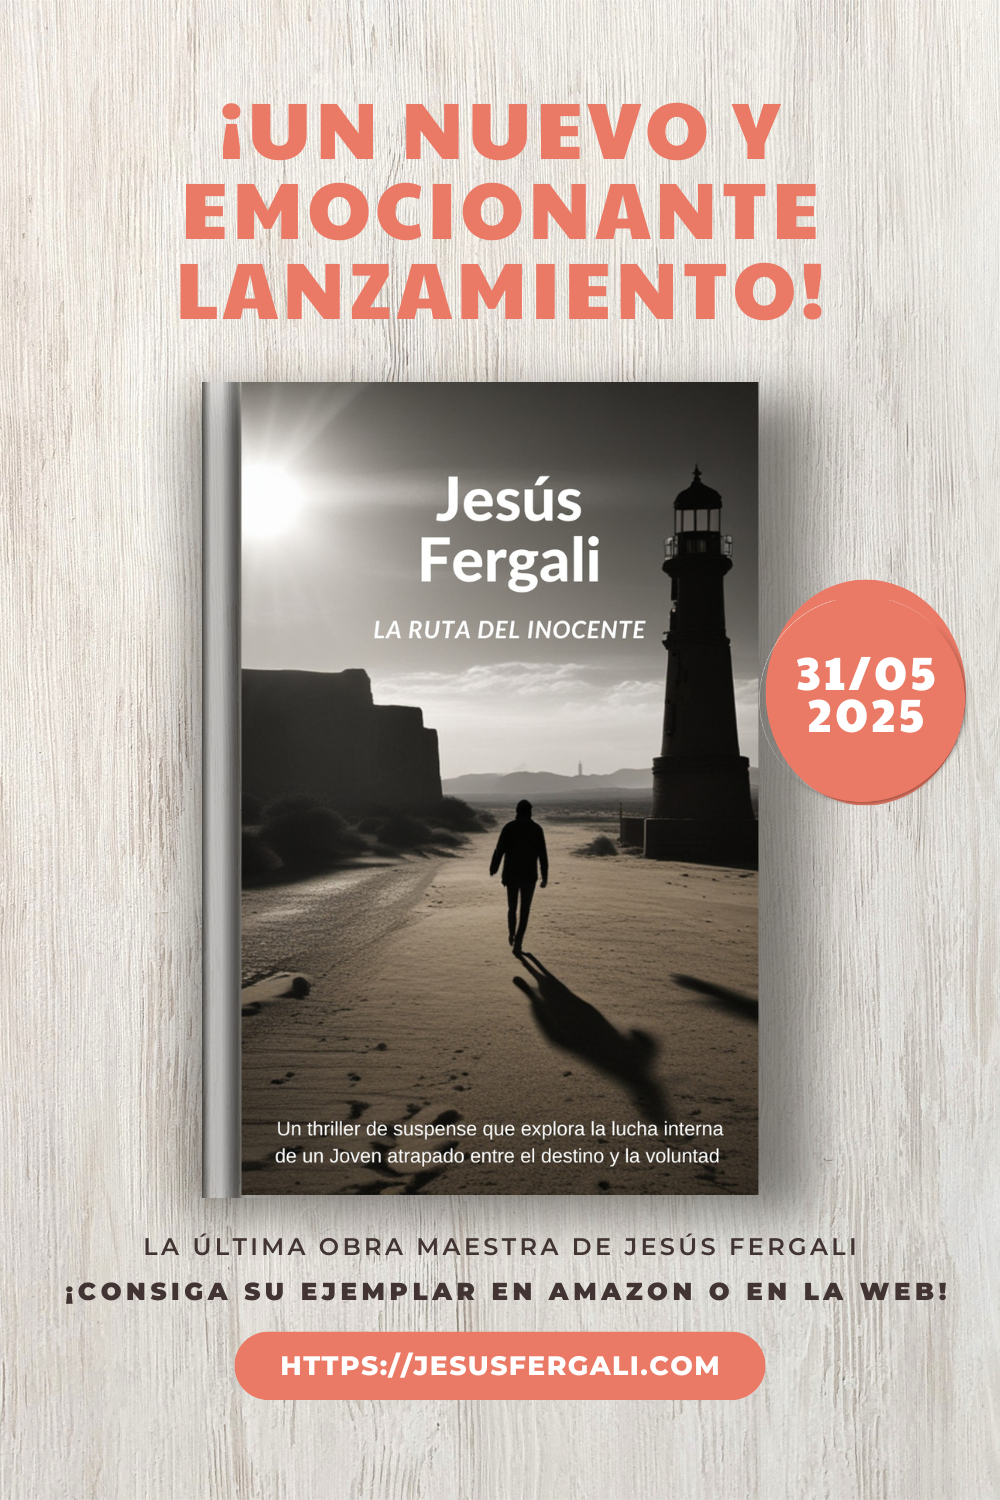 ¡UN NUEVO Y
EMOCIONANTE
LANZAMIENTO!
Jesús
Fergali
LA RUTA DEL INOCENTE
31/05
2025
Un thriller de suspense que explora la lucha interna
de un Joven atrapado entre el destino y la voluntad
LA ÚLTIMA OBRA MAESTRA DE JESÚS FERGALI
¡CONSIGA SU EJEMPLAR EN AMAZON O EN LA WEB!
HTTPS://JESUSFERGALI.COM